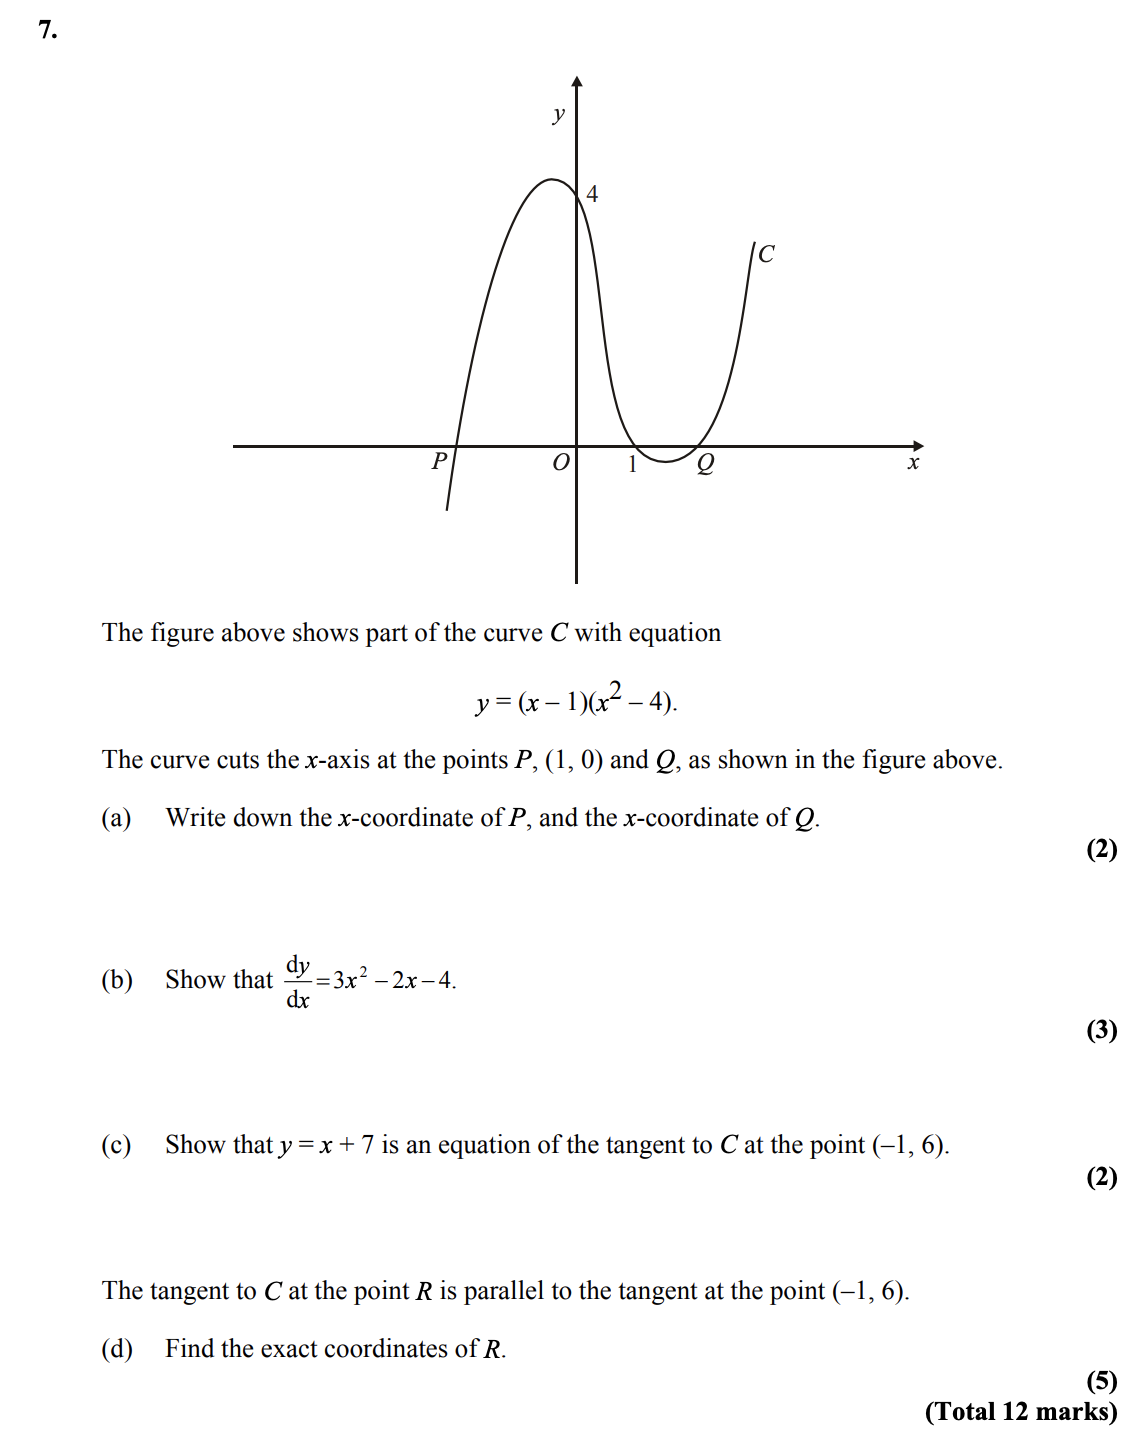 7.
y
4
C
P
O
1
Q
x
The figure above shows part of the curve C with equation
y = (x – 1)(x² – 4).
The curve cuts the x-axis at the points P, (1, 0) and Q, as shown in the figure above.
(a) Write down the x-coordinate of P, and the x-coordinate of Q.
(2)
(b) Show that dy/dx = 3x² – 2x – 4.
(3)
(c) Show that y = x + 7 is an equation of the tangent to C at the point (–1, 6).
(2)
The tangent to C at the point R is parallel to the tangent at the point (–1, 6).
(d) Find the exact coordinates of R.
(5)
(Total 12 marks)